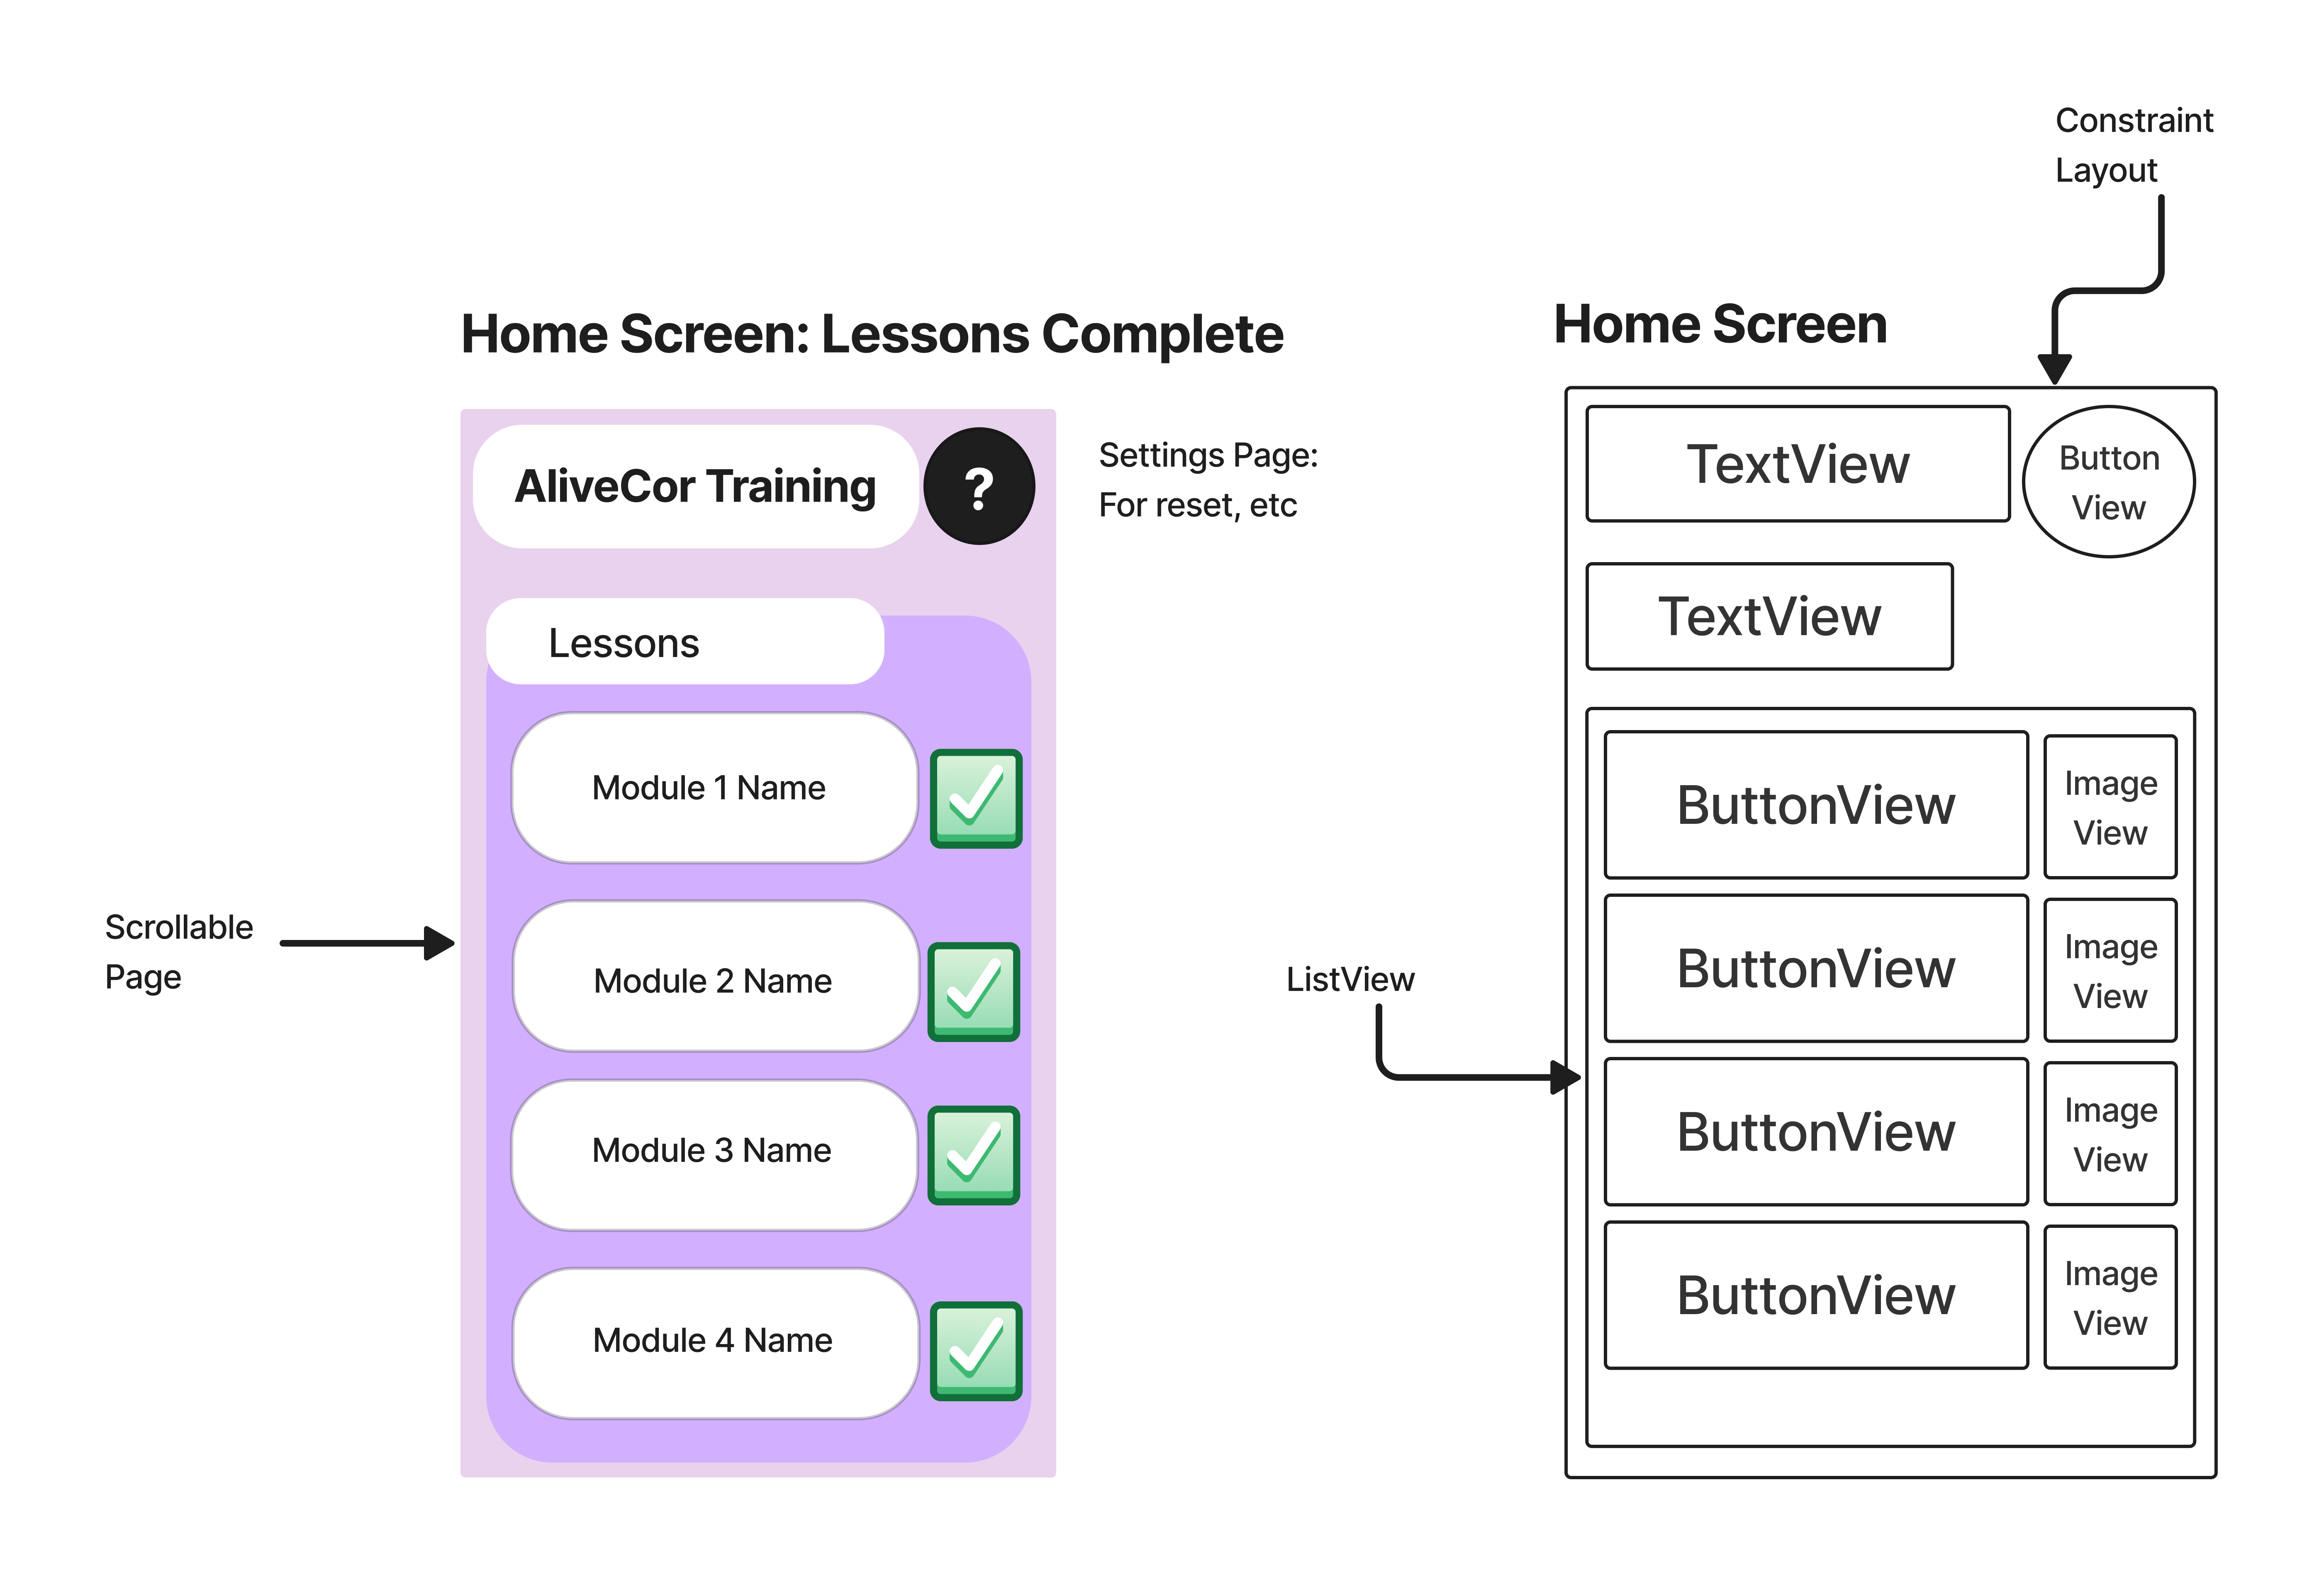 Constraint
Layout
Home Screen: Lessons Complete
Home Screen
AliveCor Training
?
Settings Page:
For reset, etc
Lessons
Module 1 Name
Module 2 Name
Module 3 Name
Module 4 Name
Scrollable
Page
TextView
Button
View
TextView
ListView
ButtonView
Image
View
ButtonView
Image
View
ButtonView
Image
View
ButtonView
Image
View